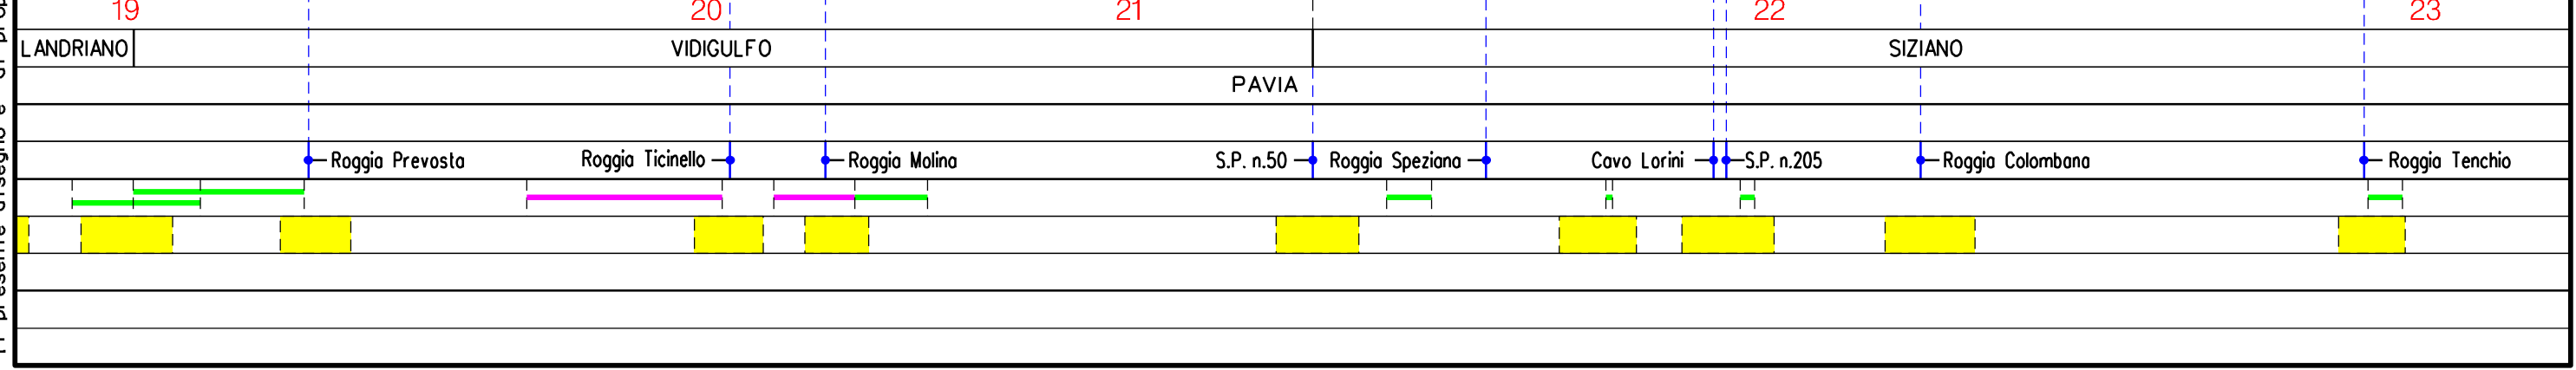 19 20 21 22 23
LANDRIANO VIDIGULFO SIZIANO
PAVIA
Roggia Prevosta Roggia Ticinello Roggia Molina S.P. n.50 Roggia Speziana Cavo Lorini S.P. n.205 Roggia Colombana Roggia Tenchio